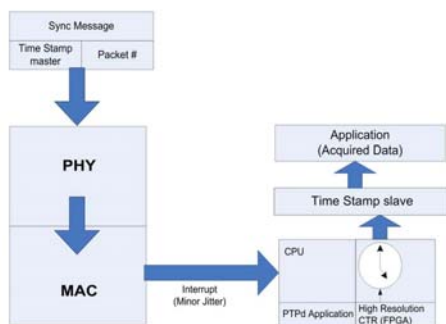 Sync Message
Time Stamp
master
Packet #
PHY
MAC
Interrupt
(Minor Jitter)
Application
(Acquired Data)
Time Stamp slave
CPU
PTPd Application
High Resolution
CTR (FPGA)